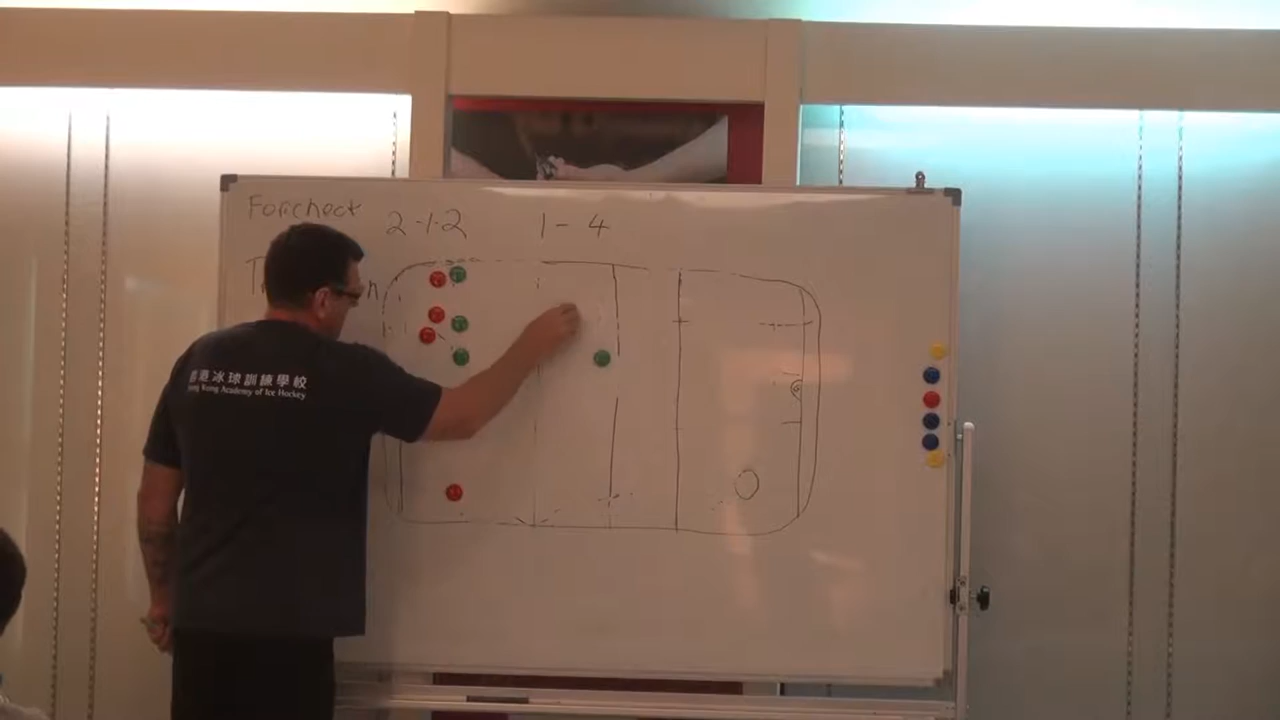 Forcheck
2-1-2
1-4
香港冰球訓練學校
Hong Kong Academy of Ice Hockey